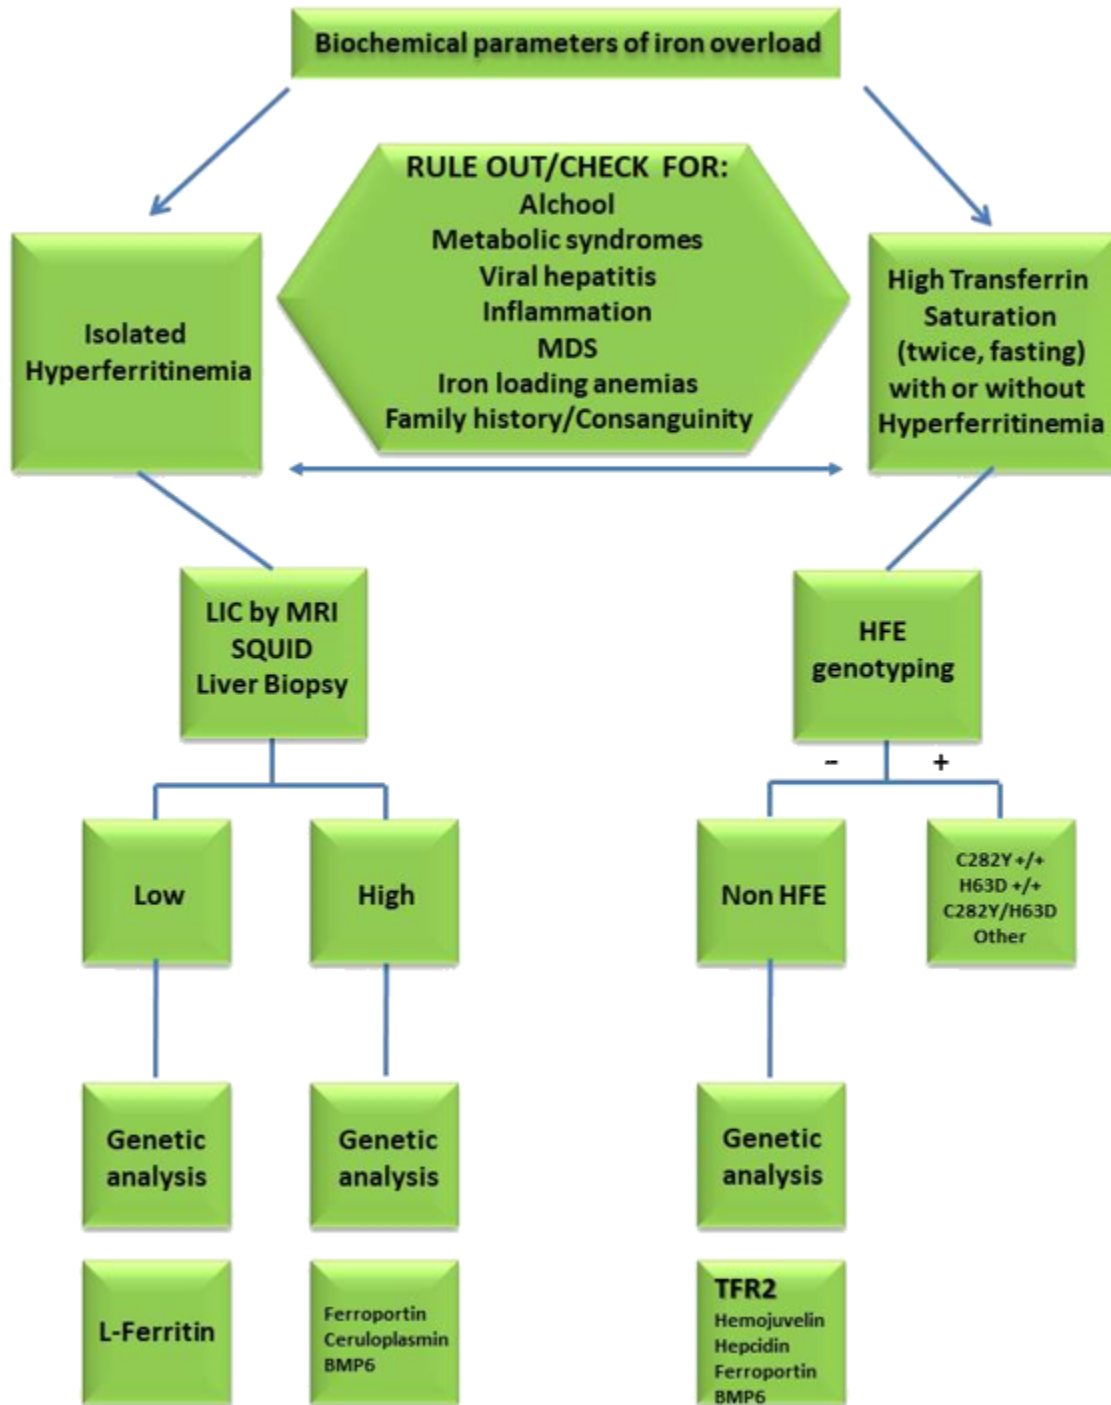 Biochemical parameters of iron overload
RULE OUT/CHECK FOR:
Alchool
Metabolic syndromes
Viral hepatitis
Inflammation
MDS
Iron loading anemias
Family history/Consanguinity
Isolated
Hyperferritinemia
High Transferrin
Saturation
(twice, fasting)
with or without
Hyperferritinemia
LIC by MRI
SQUID
Liver Biopsy
HFE
genotyping
- +
Low
High
Non HFE
C282Y +/+
H63D +/+
C282Y/H63D
Other
Genetic
analysis
Genetic
analysis
Genetic
analysis
L-Ferritin
Ferroportin
Ceruloplasmin
BMP6
TFR2
Hemojuvelin
Hepcidin
Ferroportin
BMP6